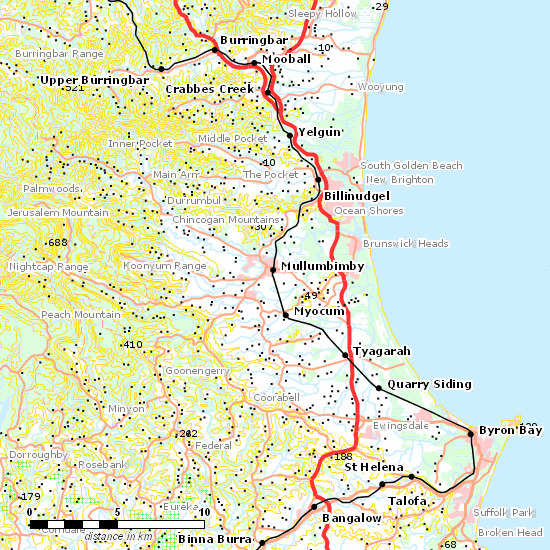 29
Sleepy Hollow
Burringbar
10
Burringbar Range
Mooball
Upper Burringbar
Crabbes Creek
521
Wooyung
Yelgun
Middle Pocket
Inner Pocket
10
South Golden Beach
Main Arm
The Pocket
New Brighton
Palmwoods
Billinudgel
Durrumbul
Jerusalem Mountain
Ocean Shores
Chincogan Mountains
307
688
Brunswick Heads
Nightcap Range
Koonyum Range
Mullumbimby
49
Peach Mountain
Myocum
410
Tyagarah
Goonengerry
Quarry Siding
Coorabell
Minyon
Ewingsdale
Byron Bay
262
Federal
Dorroughby
188
Rosebank
St Helena
179
Eureka
Talofa
Suffolk Park
0 5 10
Bangalow
distance in km
Broken Head
Binna Burra
68